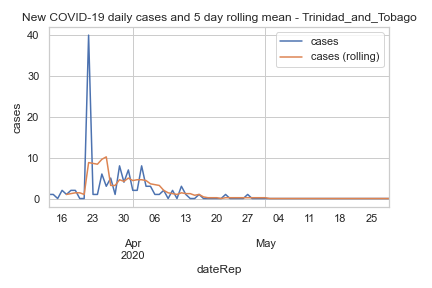 New COVID-19 daily cases and 5 day rolling mean - Trinidad_and_Tobago
cases
cases (rolling)
40
30
20
10
0
cases
16 23 30 06 13 20 27 04 11 18 25
Apr May
2020
dateRep